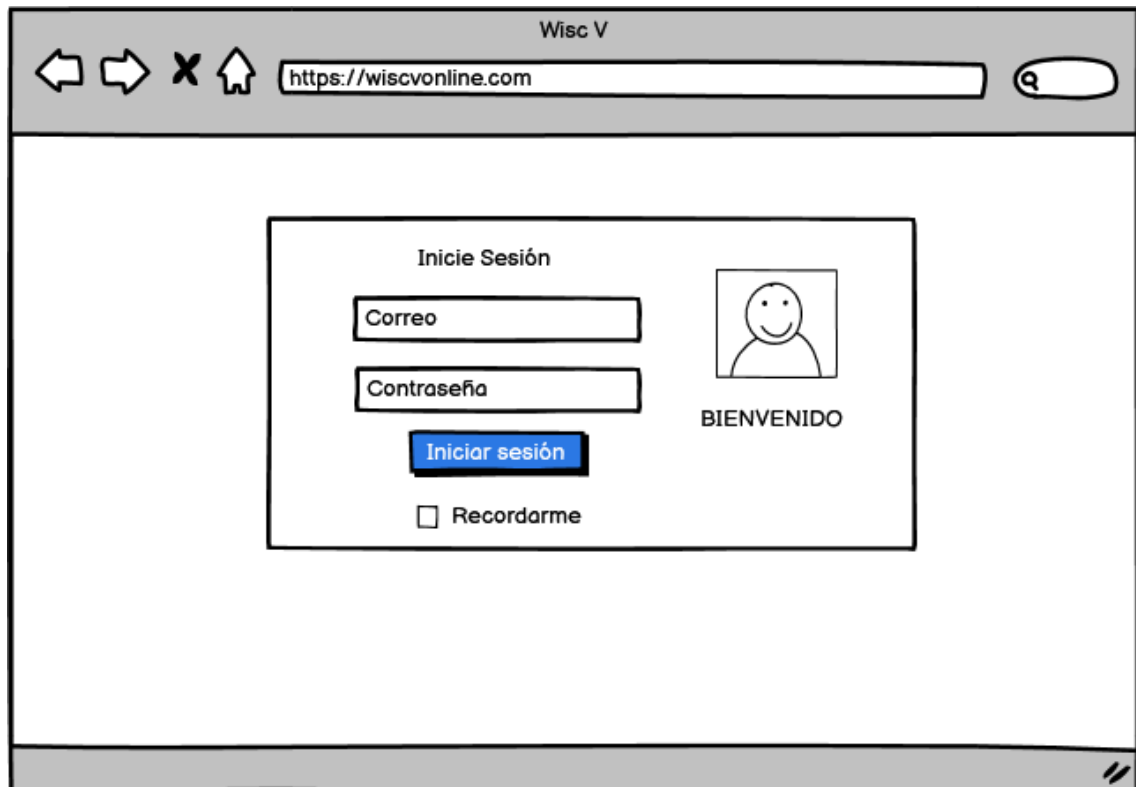 Wisc V
https://wiscvonline.com
Inicie Sesión
Correo
Contraseña
Iniciar sesión
Recordarme
BIENVENIDO